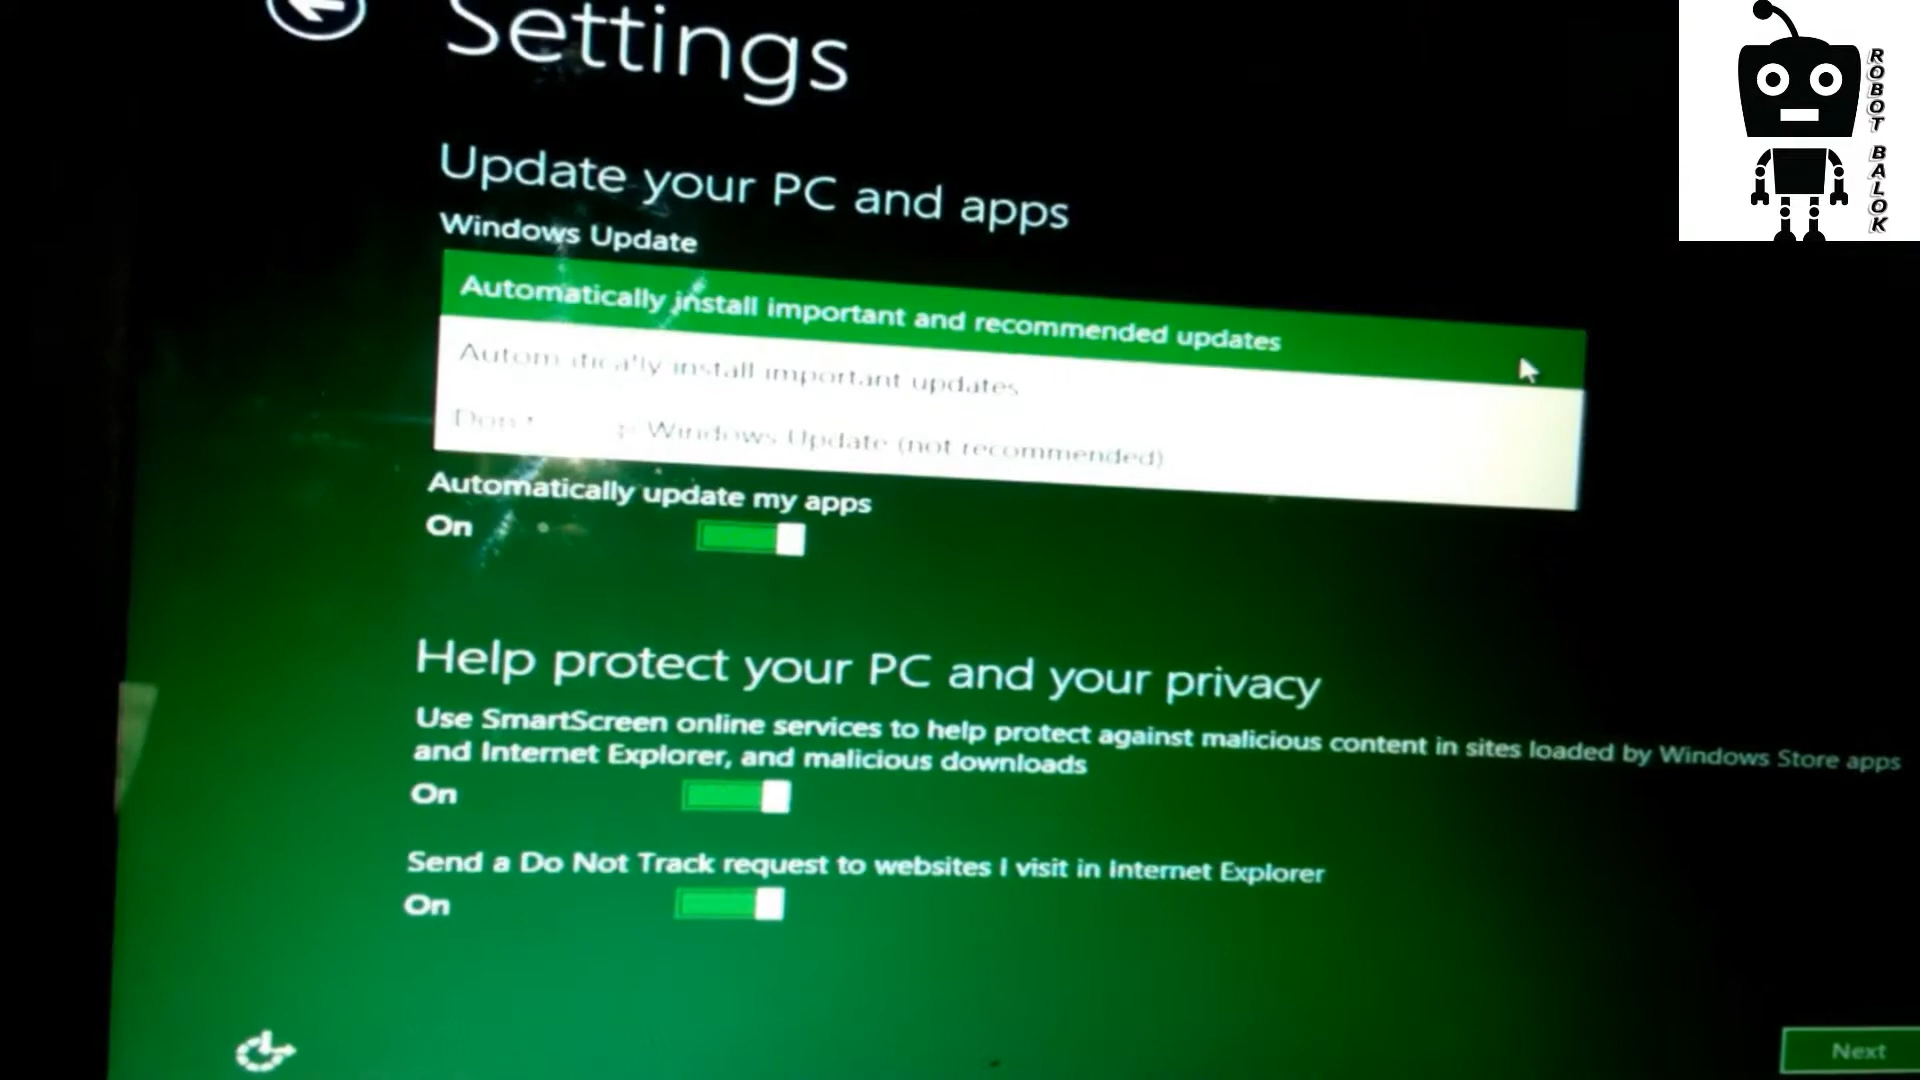 Settings
Update your PC and apps
Windows Update
Automatically install important and recommended updates
Automatically install important updates
Windows Update (not recommended)
Automatically update my apps
On
Help protect your PC and your privacy
Use SmartScreen online services to help protect against malicious content in sites loaded by Windows Store apps
and Internet Explorer, and malicious downloads
On
Send a Do Not Track request to websites I visit in Internet Explorer
On
Next
ROBOT BALOK